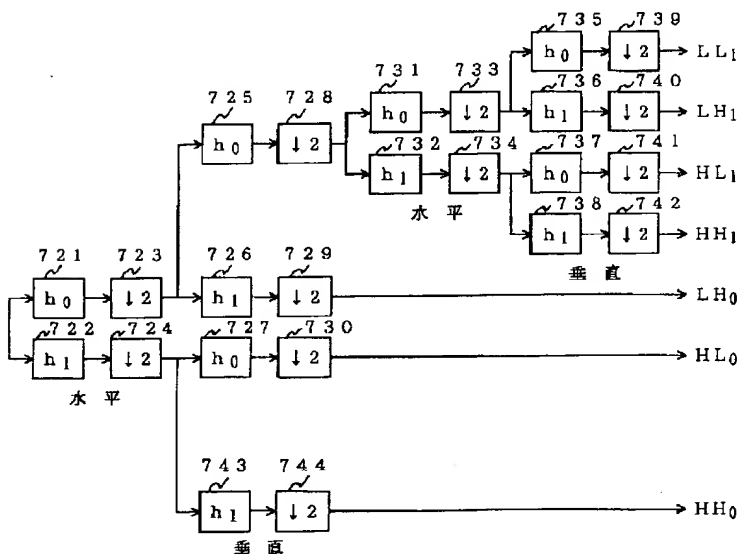 ７３５ ７３９
h₀ ↓２ LL₁
７３１ ７３３ ７３６ ７４０
７２５ ７２８ h₀ ↓２ h₁ ↓２ LH₁
h₀ ↓２ ７３２ ７３４ ７３７ ７４１
h₁ ↓２ h₀ ↓２ HL₁
水 平 ７３８ ７４２
h₁ ↓２ HH₁
７２１ ７２３ ７２６ ７２９ 垂 直
h₀ ↓２ h₁ ↓２ LH₀
７２２ ７２４ ７２７ ７３０
h₁ ↓２ h₀ ↓２ HL₀
水 平
７４３ ７４４
h₁ ↓２ HH₀
垂 直